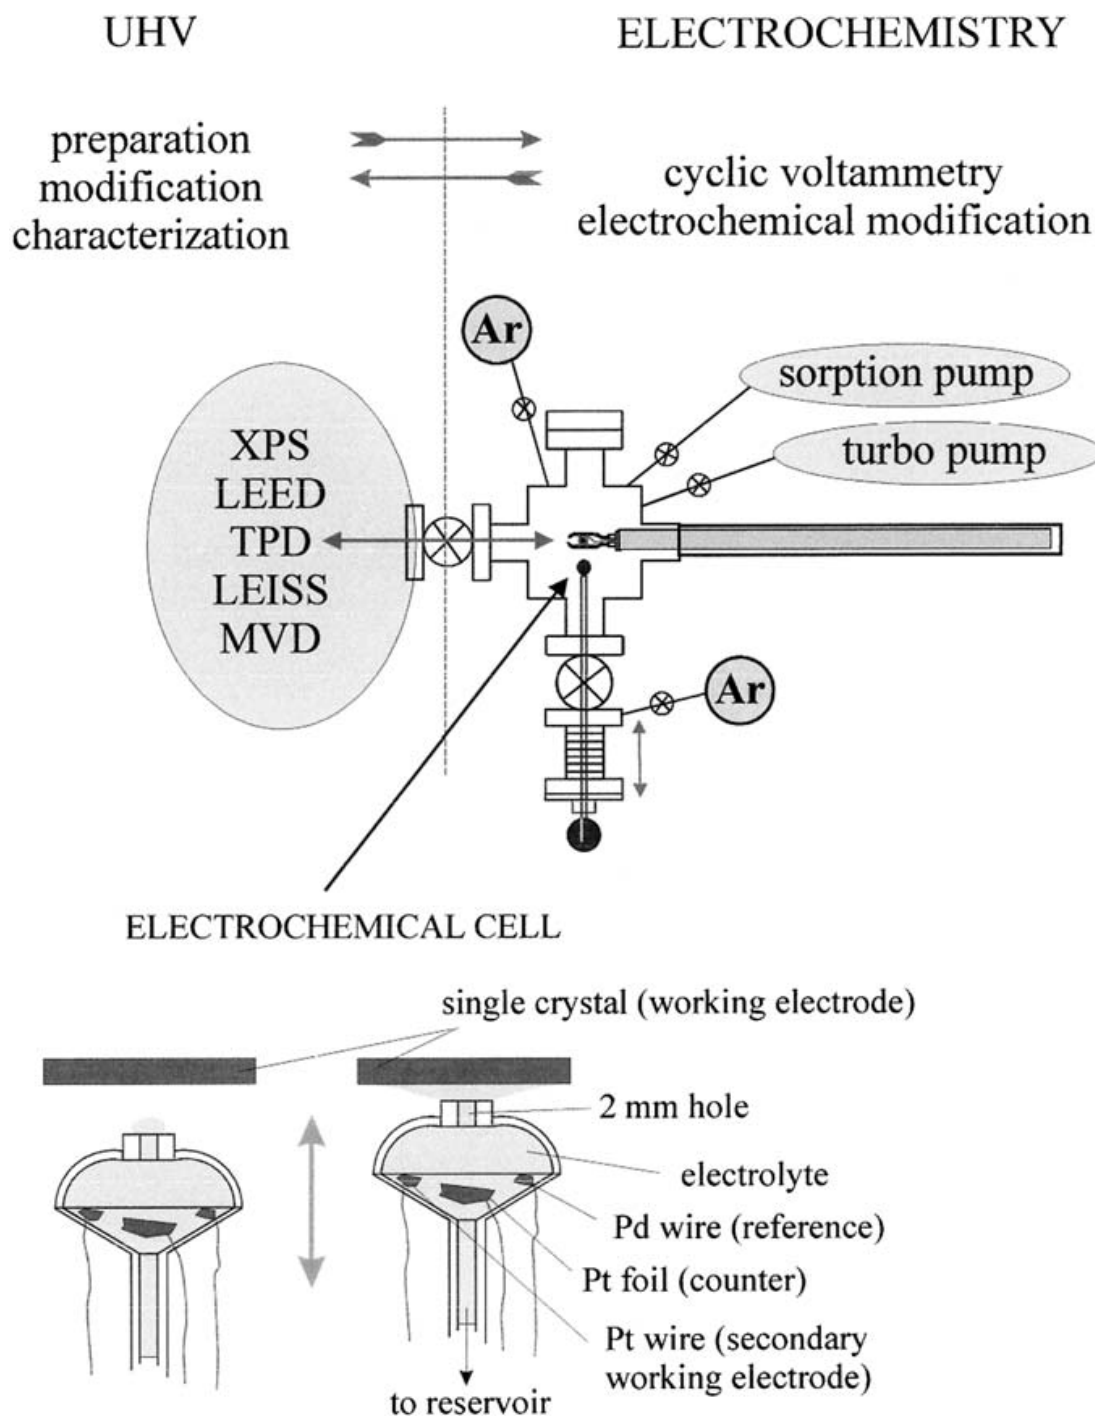 UHV
ELECTROCHEMISTRY
preparation
modification
characterization
cyclic voltammetry
electrochemical modification
Ar
sorption pump
turbo pump
XPS
LEED
TPD
LEISS
MVD
Ar
ELECTROCHEMICAL CELL
single crystal (working electrode)
2 mm hole
electrolyte
Pd wire (reference)
Pt foil (counter)
Pt wire (secondary
working electrode)
to reservoir